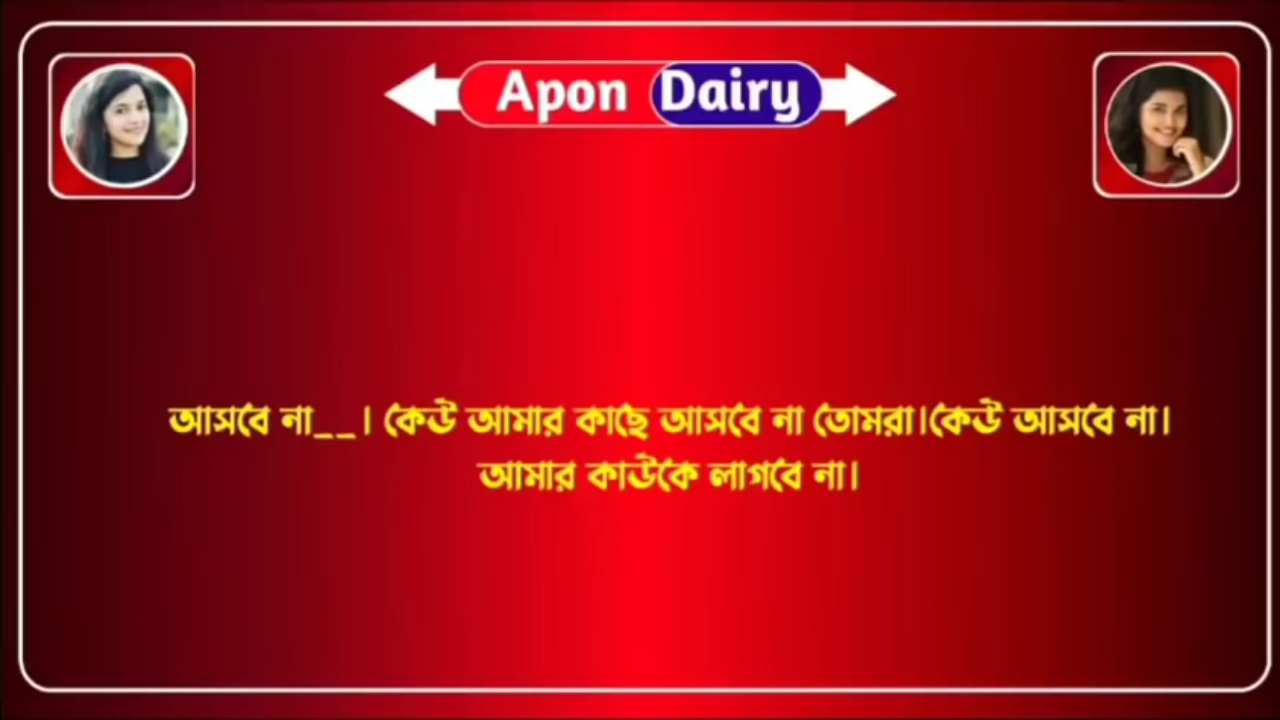 Apon Dairy
আসবে না__। কেউ আমার কাছে আসবে না তোমরা।কেউ আসবে না।
আমার কাউকে লাগবে না।